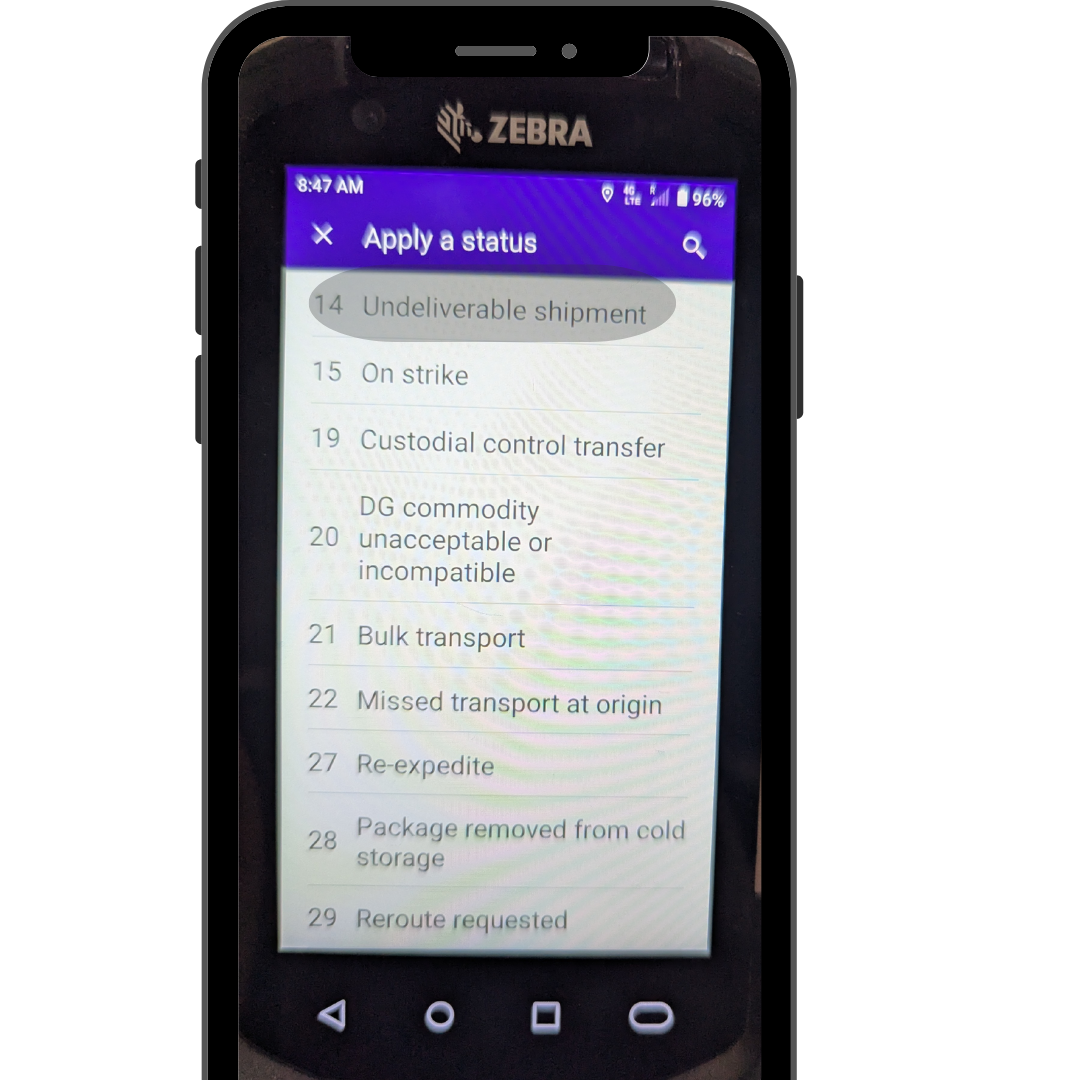 ZEBRA
8:47 AM
4G
LTE
R
96%
Apply a status
14 Undeliverable shipment
15 On strike
19 Custodial control transfer
20 DG commodity
unacceptable or
incompatible
21 Bulk transport
22 Missed transport at origin
27 Re-expedite
28 Package removed from cold
storage
29 Reroute requested